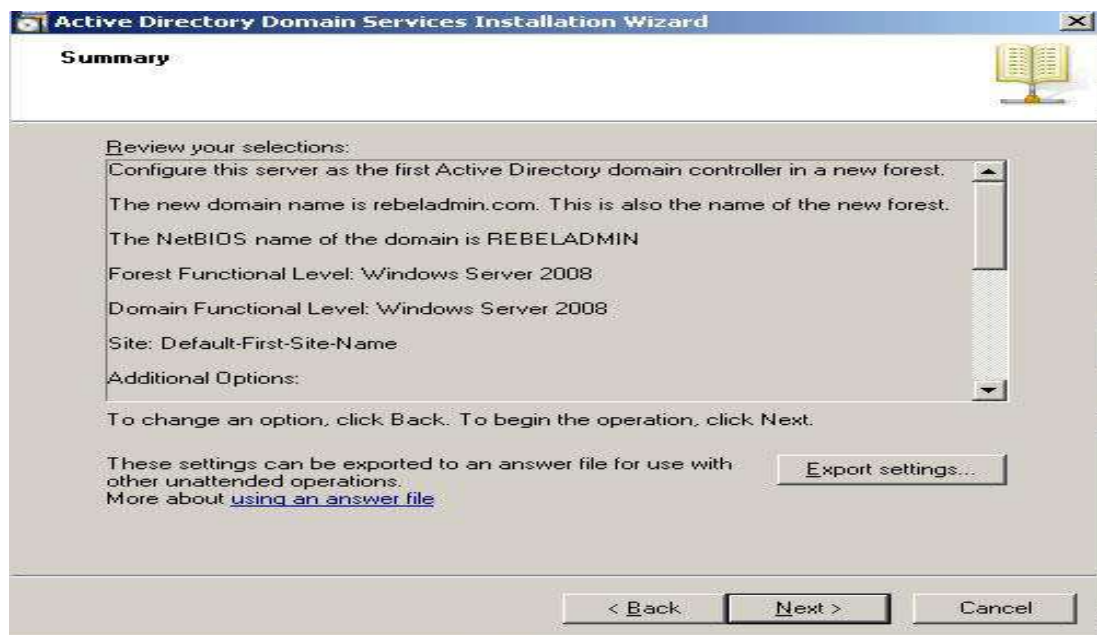 Active Directory Domain Services Installation Wizard
Summary
Review your selections:
Configure this server as the first Active Directory domain controller in a new forest.
The new domain name is rebeladmin.com. This is also the name of the new forest.
The NetBIOS name of the domain is REBELADMIN
Forest Functional Level: Windows Server 2008
Domain Functional Level: Windows Server 2008
Site: Default-First-Site-Name
Additional Options:
To change an option, click Back. To begin the operation, click Next.
These settings can be exported to an answer file for use with
other unattended operations.
More about using an answer file
Export settings...
< Back
Next >
Cancel